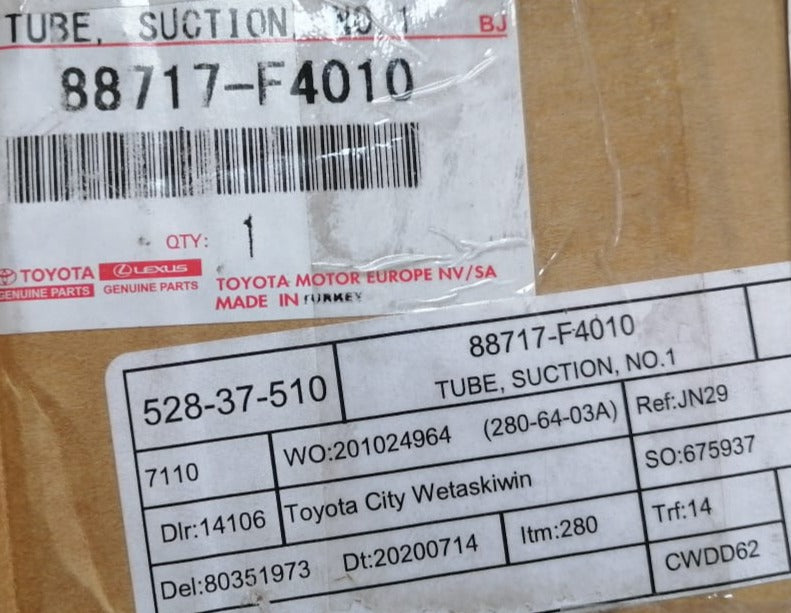 TUBE, SUCTION, NO.1 BJ
88717-F4010
QTY: 1
TOYOTA LEXUS
GENUINE PARTS GENUINE PARTS
TOYOTA MOTOR EUROPE NV/SA
MADE IN TURKEY
88717-F4010
528-37-510 TUBE, SUCTION, NO.1
7110 WO:201024964 (280-64-03A) Ref:JN29
Dlr:14106 Toyota City Wetaskiwin SO:675937
Del:80351973 Dt:20200714 Itm:280 Trf:14
CWDD62